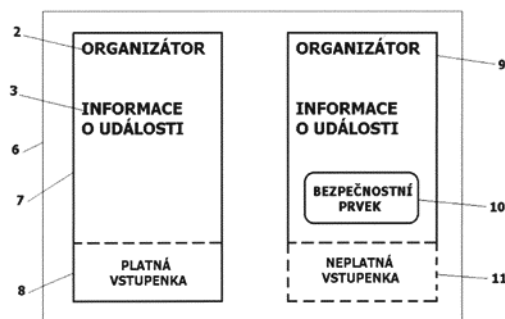 2
ORGANIZÁTOR
3
INFORMACE
O UDÁLOSTI
6
7
PLATNÁ
VSTUPENKA
8
ORGANIZÁTOR
9
INFORMACE
O UDÁLOSTI
BEZPEČNOSTNÍ
PRVEK
10
NEPLATNÁ
VSTUPENKA
11